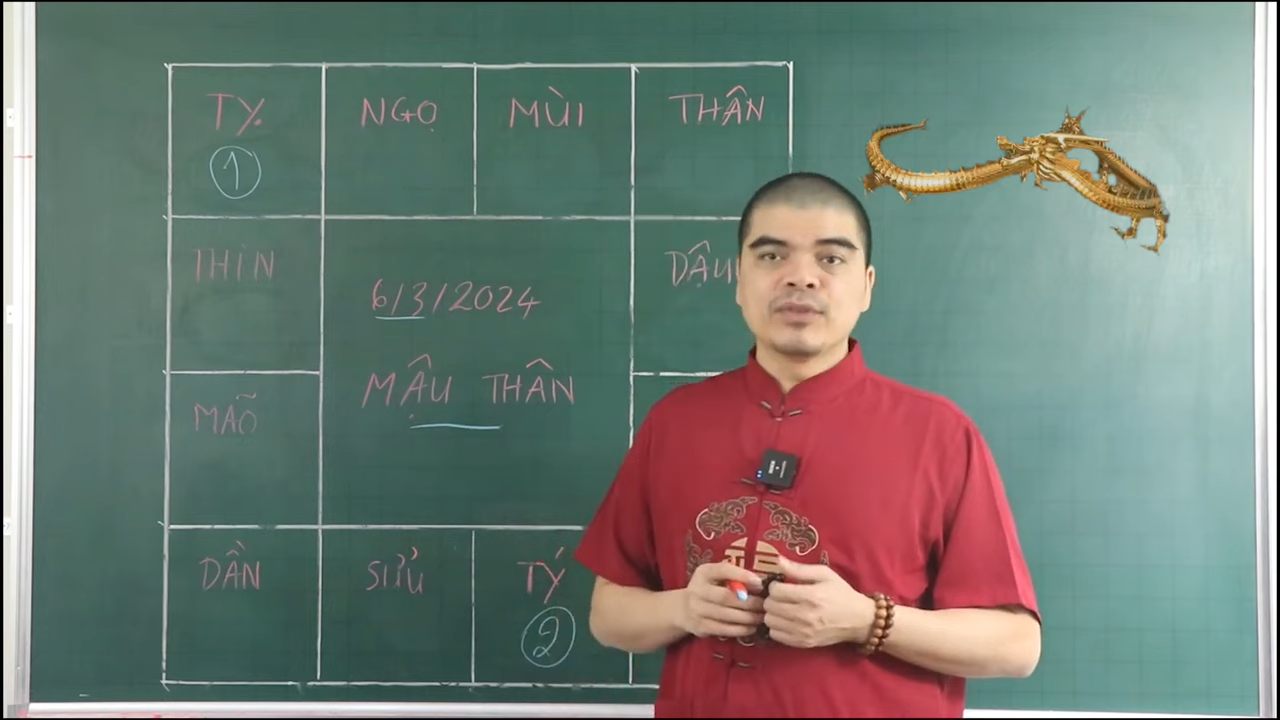 TỴ
NGỌ
MÙI
THÂN
1
THÌN
DẬU
6/3/2024
MẬU THÂN
MÃO
DẦN
SỬU
TÝ
2